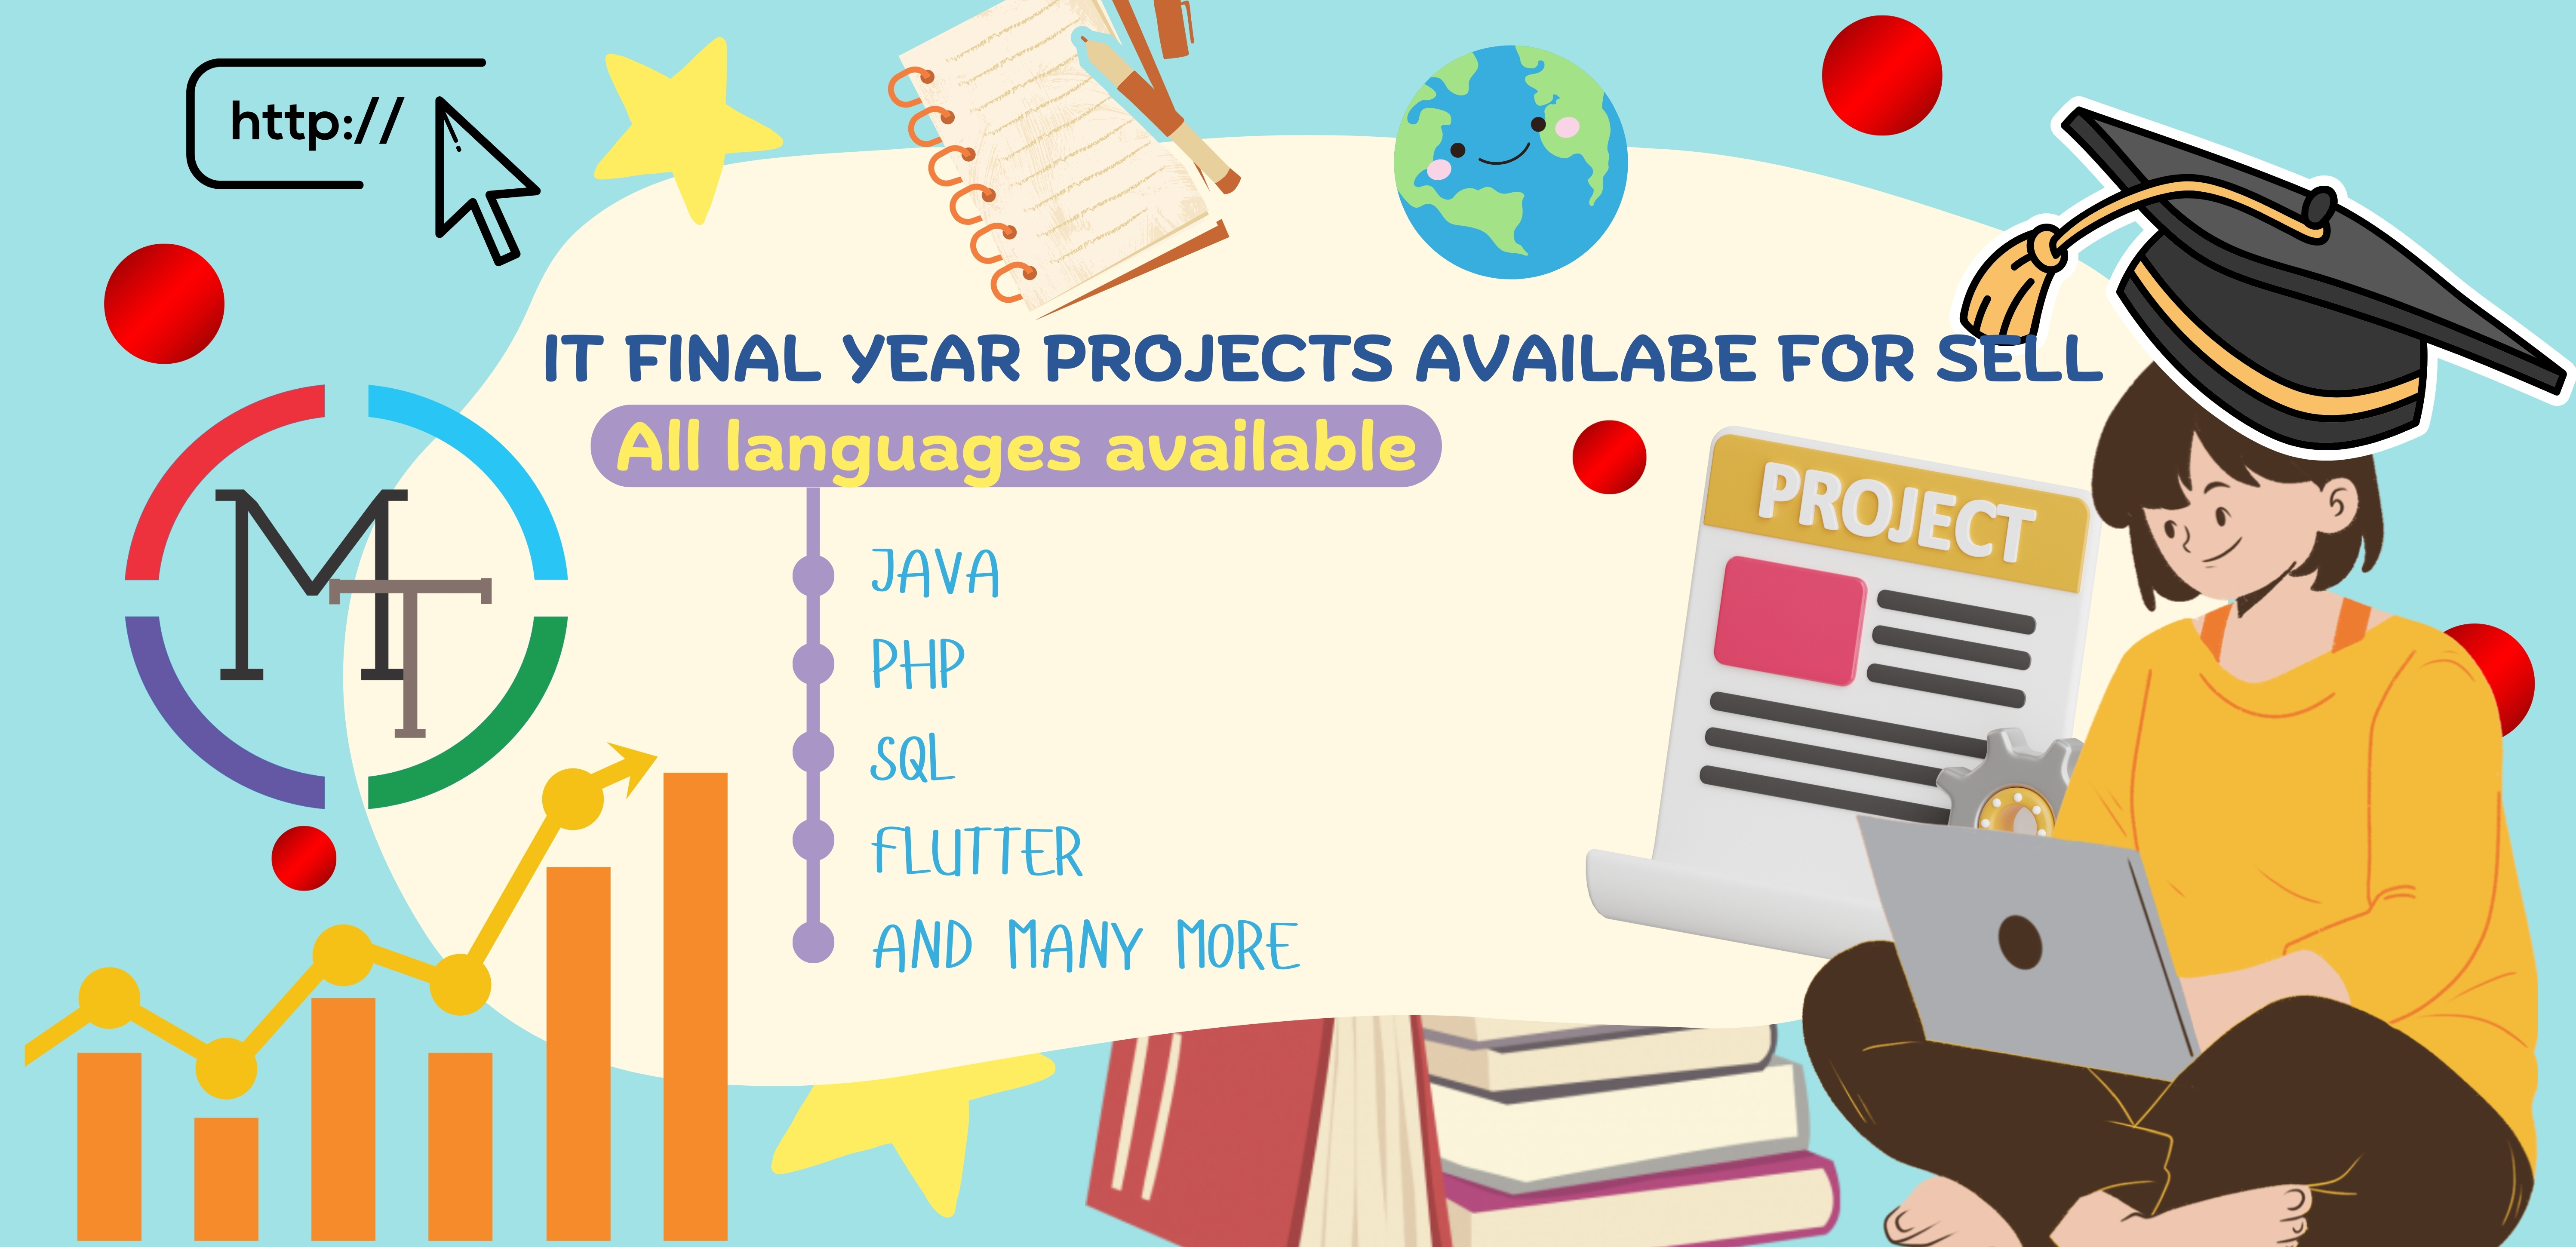 http://
IT FINAL YEAR PROJECTS AVAILABE FOR SELL
All languages available
PROJECT
MT
JAVA
PHP
SQL
FLUTTER
AND MANY MORE